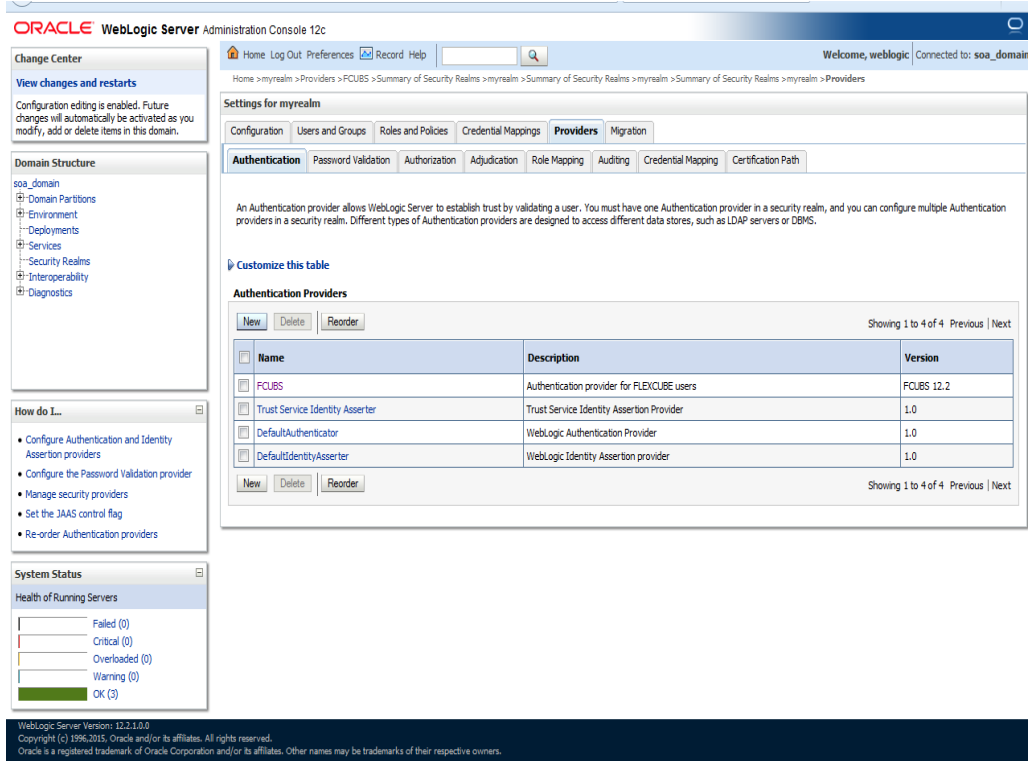 ORACLE WebLogic Server Administration Console 12c
Change Center
View changes and restarts
Configuration editing is enabled. Future
changes will automatically be activated as you
modify, add or delete items in this domain.
Domain Structure
soa_domain
Domain Partitions
Environment
Deployments
Services
Security Realms
Interoperability
Diagnostics
How do I...
• Configure Authentication and Identity
Assertion providers
• Configure the Password Validation provider
• Manage security providers
• Set the JAAS control flag
• Re-order Authentication providers
System Status
Health of Running Servers
Failed (0)
Critical (0)
Overloaded (0)
Warning (0)
OK (3)
Home Log Out Preferences Record Help
Welcome, weblogic Connected to: soa_domain
Home >myrealm >Providers >FCUBS >Summary of Security Realms >myrealm >Summary of Security Realms >myrealm >Summary of Security Realms >myrealm >Providers
Settings for myrealm
Configuration Users and Groups Roles and Policies Credential Mappings Providers Migration
Authentication Password Validation Authorization Adjudication Role Mapping Auditing Credential Mapping Certification Path
An Authentication provider allows WebLogic Server to establish trust by validating a user. You must have one Authentication provider in a security realm, and you can configure multiple Authentication
providers in a security realm. Different types of Authentication providers are designed to access different data stores, such as LDAP servers or DBMS.
Customize this table
Authentication Providers
New Delete Reorder
Showing 1 to 4 of 4 Previous | Next
Name Description Version
FCUBS Authentication provider for FLEXCUBE users FCUBS 12.2
Trust Service Identity Asserter Trust Service Identity Assertion Provider 1.0
DefaultAuthenticator WebLogic Authentication Provider 1.0
DefaultIdentityAsserter WebLogic Identity Assertion provider 1.0
New Delete Reorder
Showing 1 to 4 of 4 Previous | Next
WebLogic Server Version: 12.2.1.0.0
Copyright (c) 1996,2015, Oracle and/or its affiliates. All rights reserved.
Oracle is a registered trademark of Oracle Corporation and/or its affiliates. Other names may be trademarks of their respective owners.